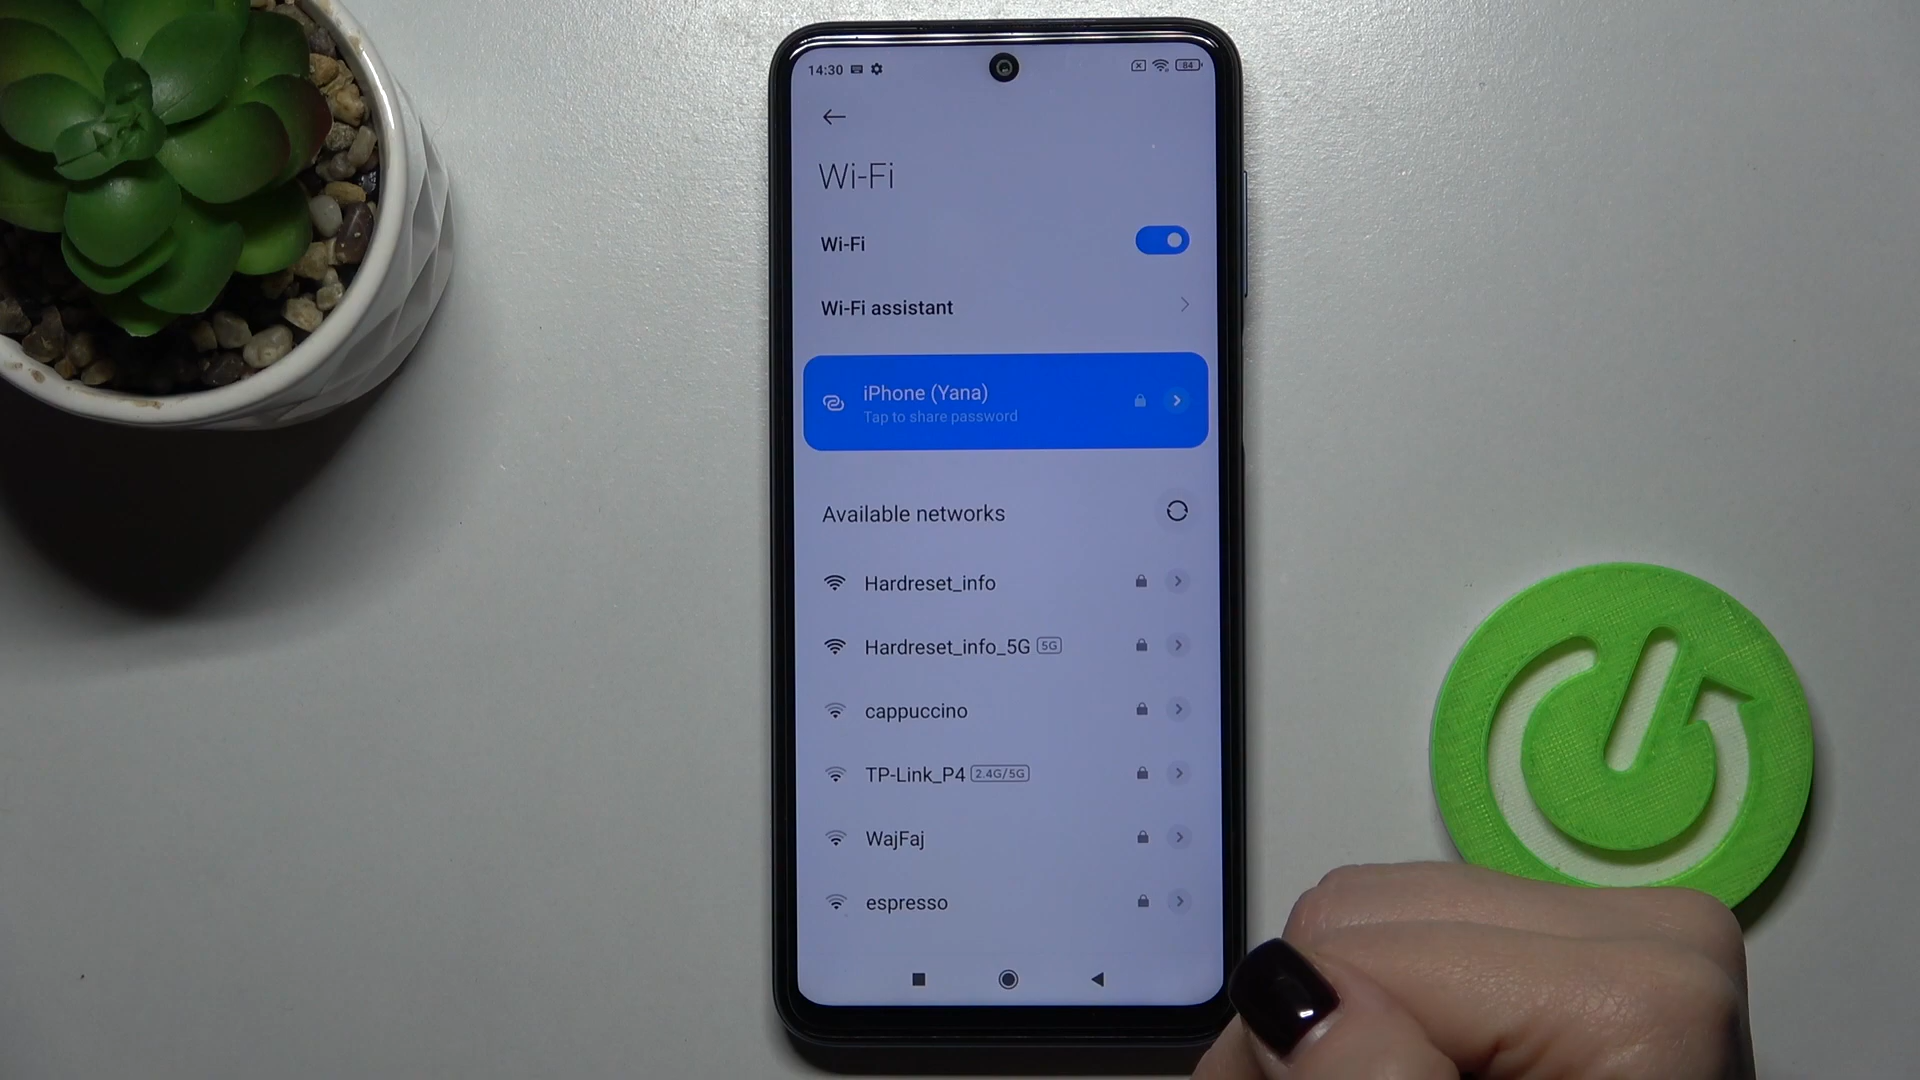 14:30 84
Wi-Fi
Wi-Fi
Wi-Fi assistant
iPhone (Yana)
Tap to share password
Available networks
Hardreset_info
Hardreset_info_5G 5G
cappuccino
TP-Link_P4 2.4G/5G
WajFaj
espresso